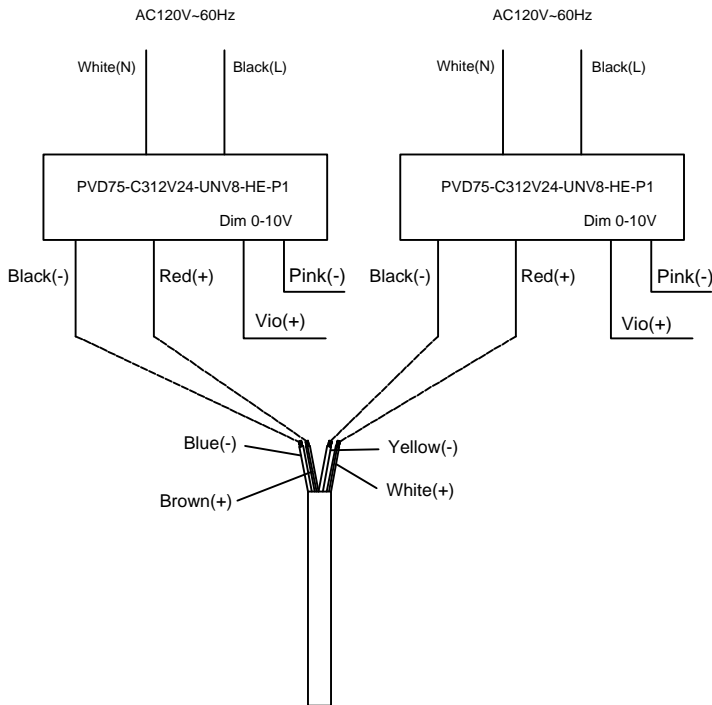 AC120V~60Hz AC120V~60Hz
White(N) Black(L) White(N) Black(L)
PVD75-C312V24-UNV8-HE-P1 PVD75-C312V24-UNV8-HE-P1
Dim 0-10V Dim 0-10V
Black(-) Red(+) Pink(-) Black(-) Red(+) Pink(-)
Vio(+) Vio(+)
Blue(-) Yellow(-)
Brown(+) White(+)